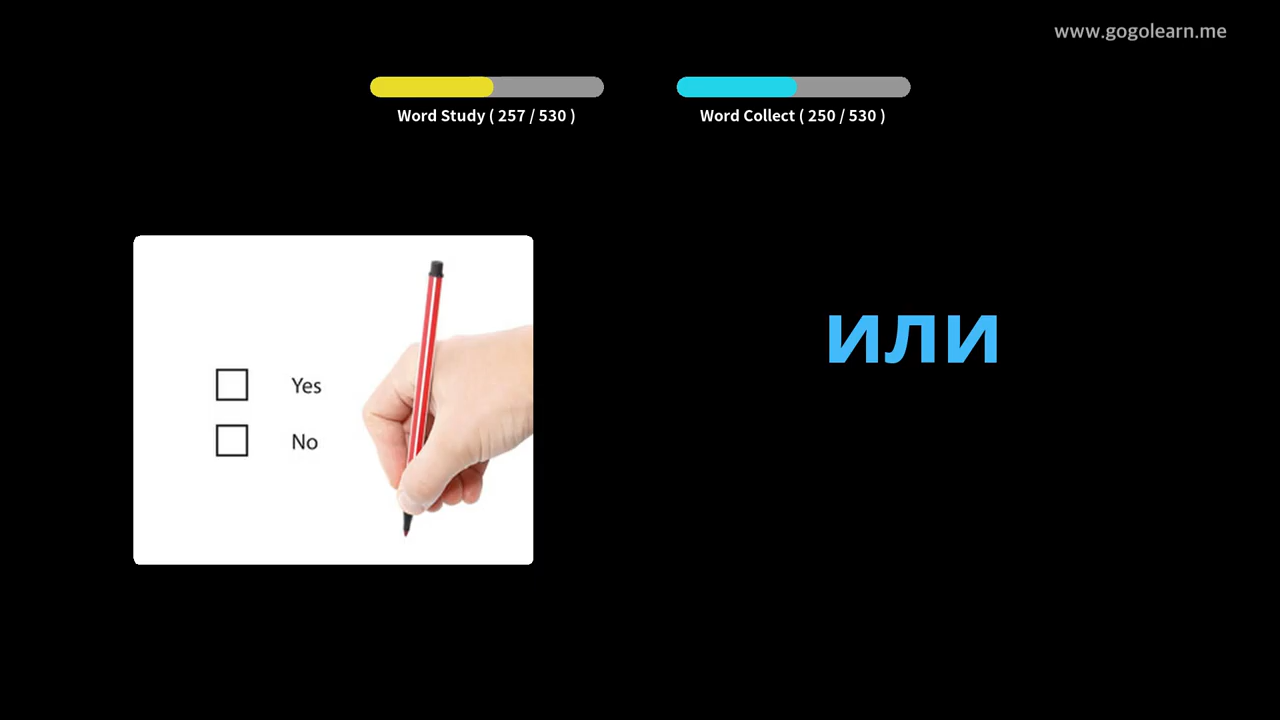 www.gogolearn.me
Word Study ( 257 / 530 )
Word Collect ( 250 / 530 )
или
Yes
No